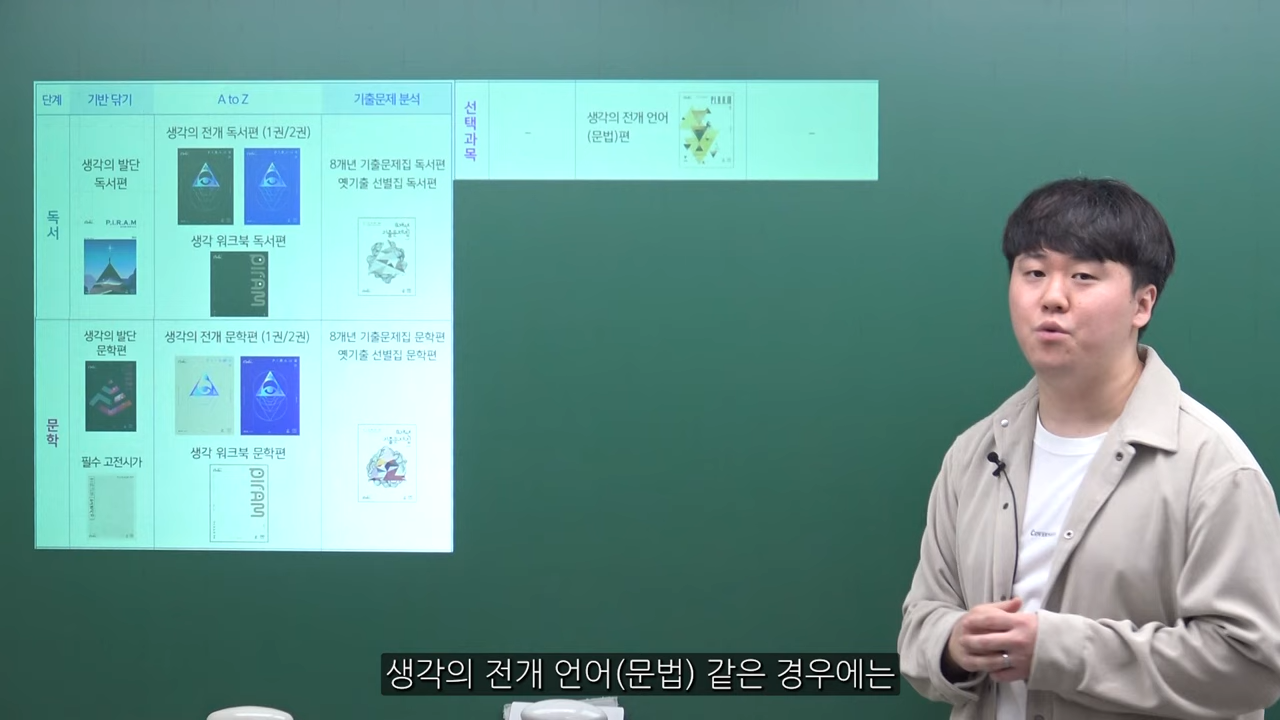 단계
기반 닦기
A to Z
기출문제 분석
독서
생각의 발단
독서편
P.I.R.A.M
생각의 전개 독서편 (1권/2권)
생각 워크북 독서편
PIRAM
8개년 기출문제집 독서편
옛기출 선별집 독서편
문학
생각의 발단
문학편
필수 고전시가
생각의 전개 문학편 (1권/2권)
생각 워크북 문학편
PIRAM
8개년 기출문제집 문학편
옛기출 선별집 문학편
선택과목
–
생각의 전개 언어
(문법)편
P.I.R.A.M
–
생각의 전개 언어(문법) 같은 경우에는